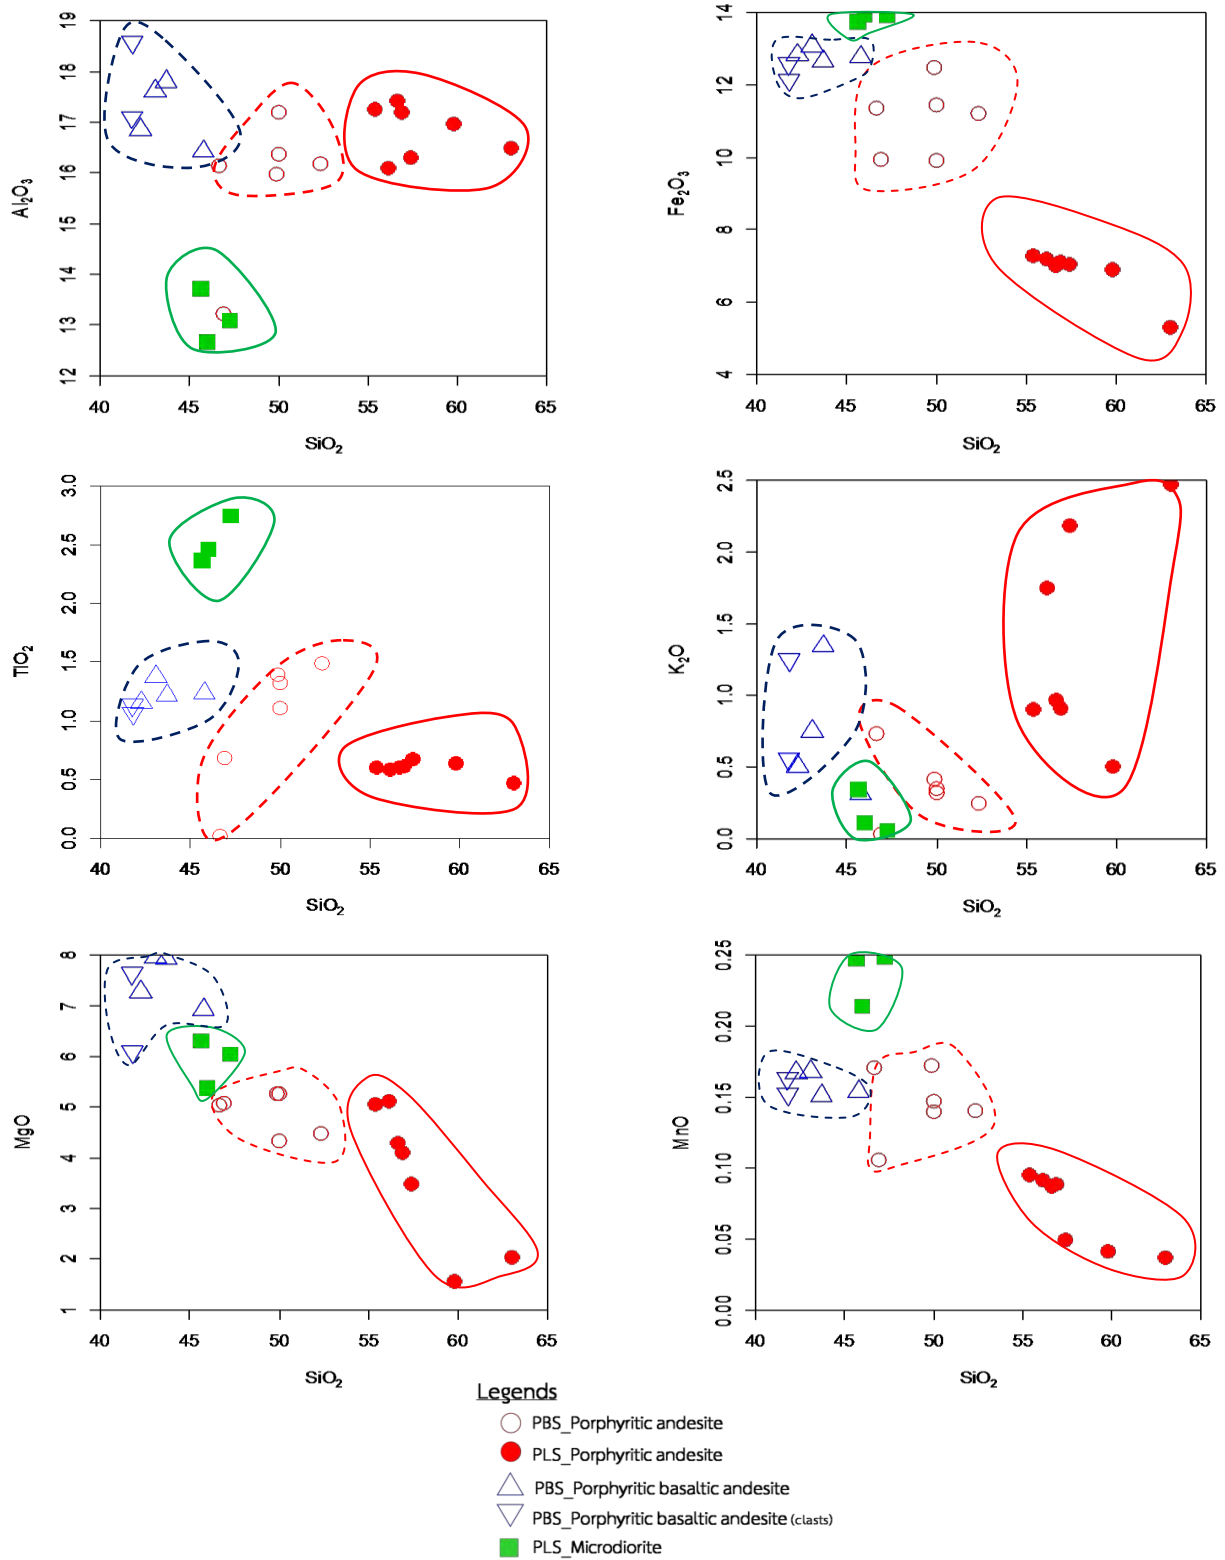 19
18
17
16
15
14
13
12
Al₂O₃
40 45 50 55 60 65
SiO₂
14
12
10
8
6
4
Fe₂O₃
40 45 50 55 60 65
SiO₂
3.0
2.5
2.0
1.5
1.0
0.5
0.0
TiO₂
40 45 50 55 60 65
SiO₂
2.5
2.0
1.5
1.0
0.5
0.0
K₂O
40 45 50 55 60 65
SiO₂
8
7
6
5
4
3
2
1
MgO
40 45 50 55 60 65
SiO₂
0.25
0.20
0.15
0.10
0.05
0.00
MnO
40 45 50 55 60 65
SiO₂
Legends
PBS_Porphyritic andesite
PLS_Porphyritic andesite
PBS_Porphyritic basaltic andesite
PBS_Porphyritic basaltic andesite (clasts)
PLS_Microdiorite